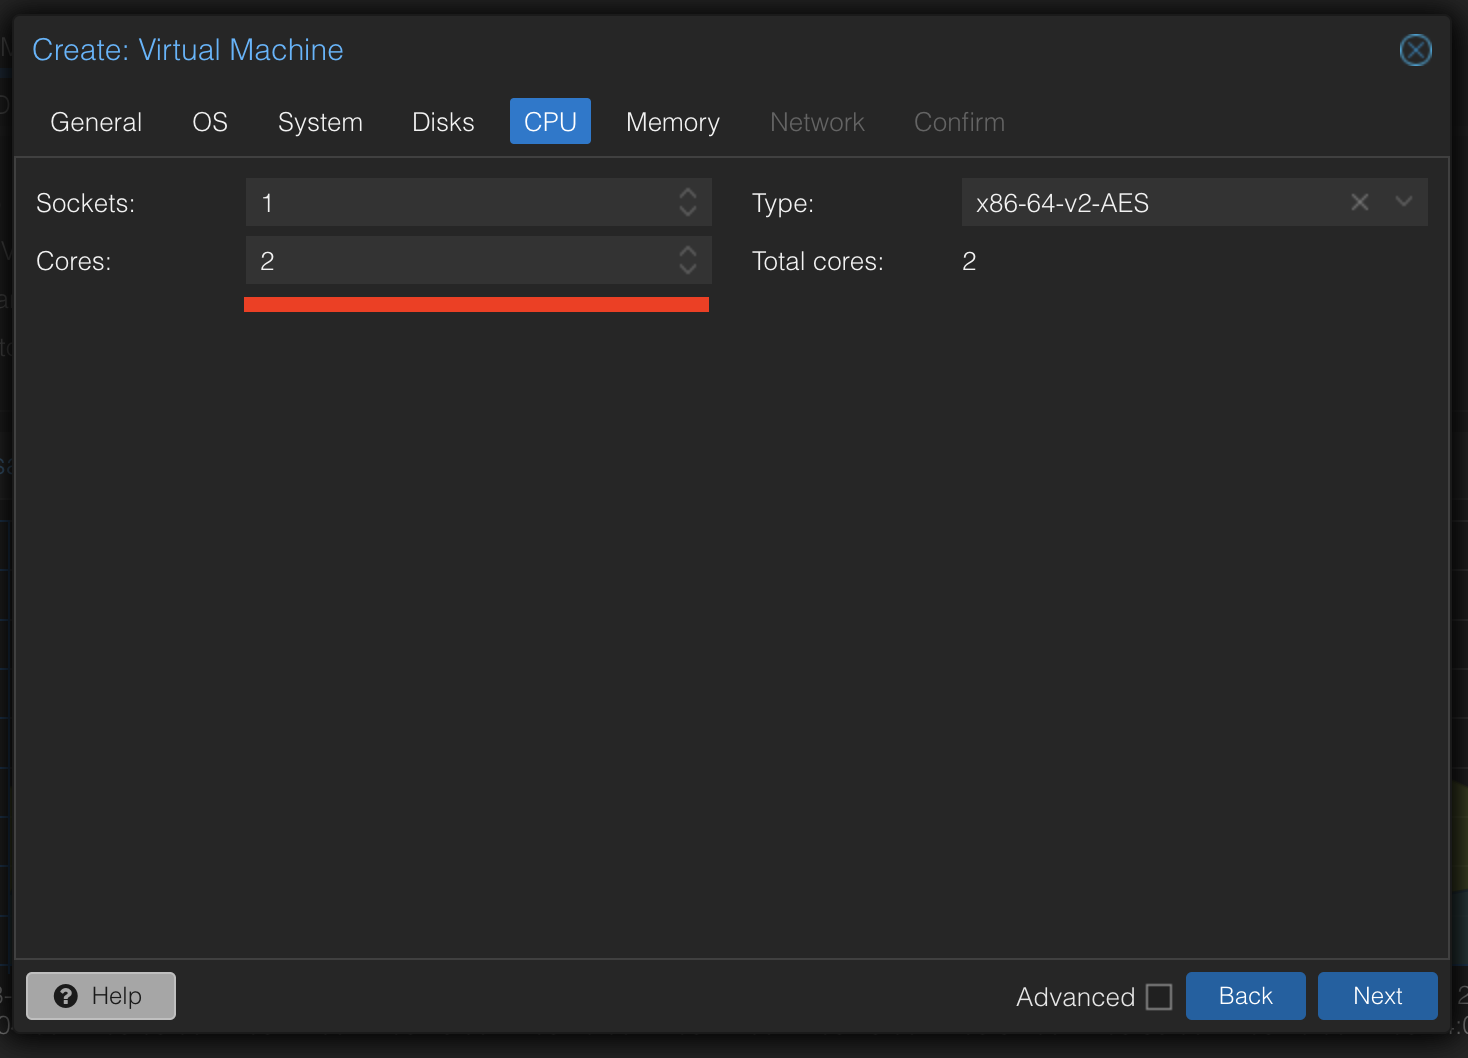 Create: Virtual Machine
General OS System Disks CPU Memory Network Confirm
Sockets: 1 Type: x86-64-v2-AES
Cores: 2 Total cores: 2
Help Advanced Back Next